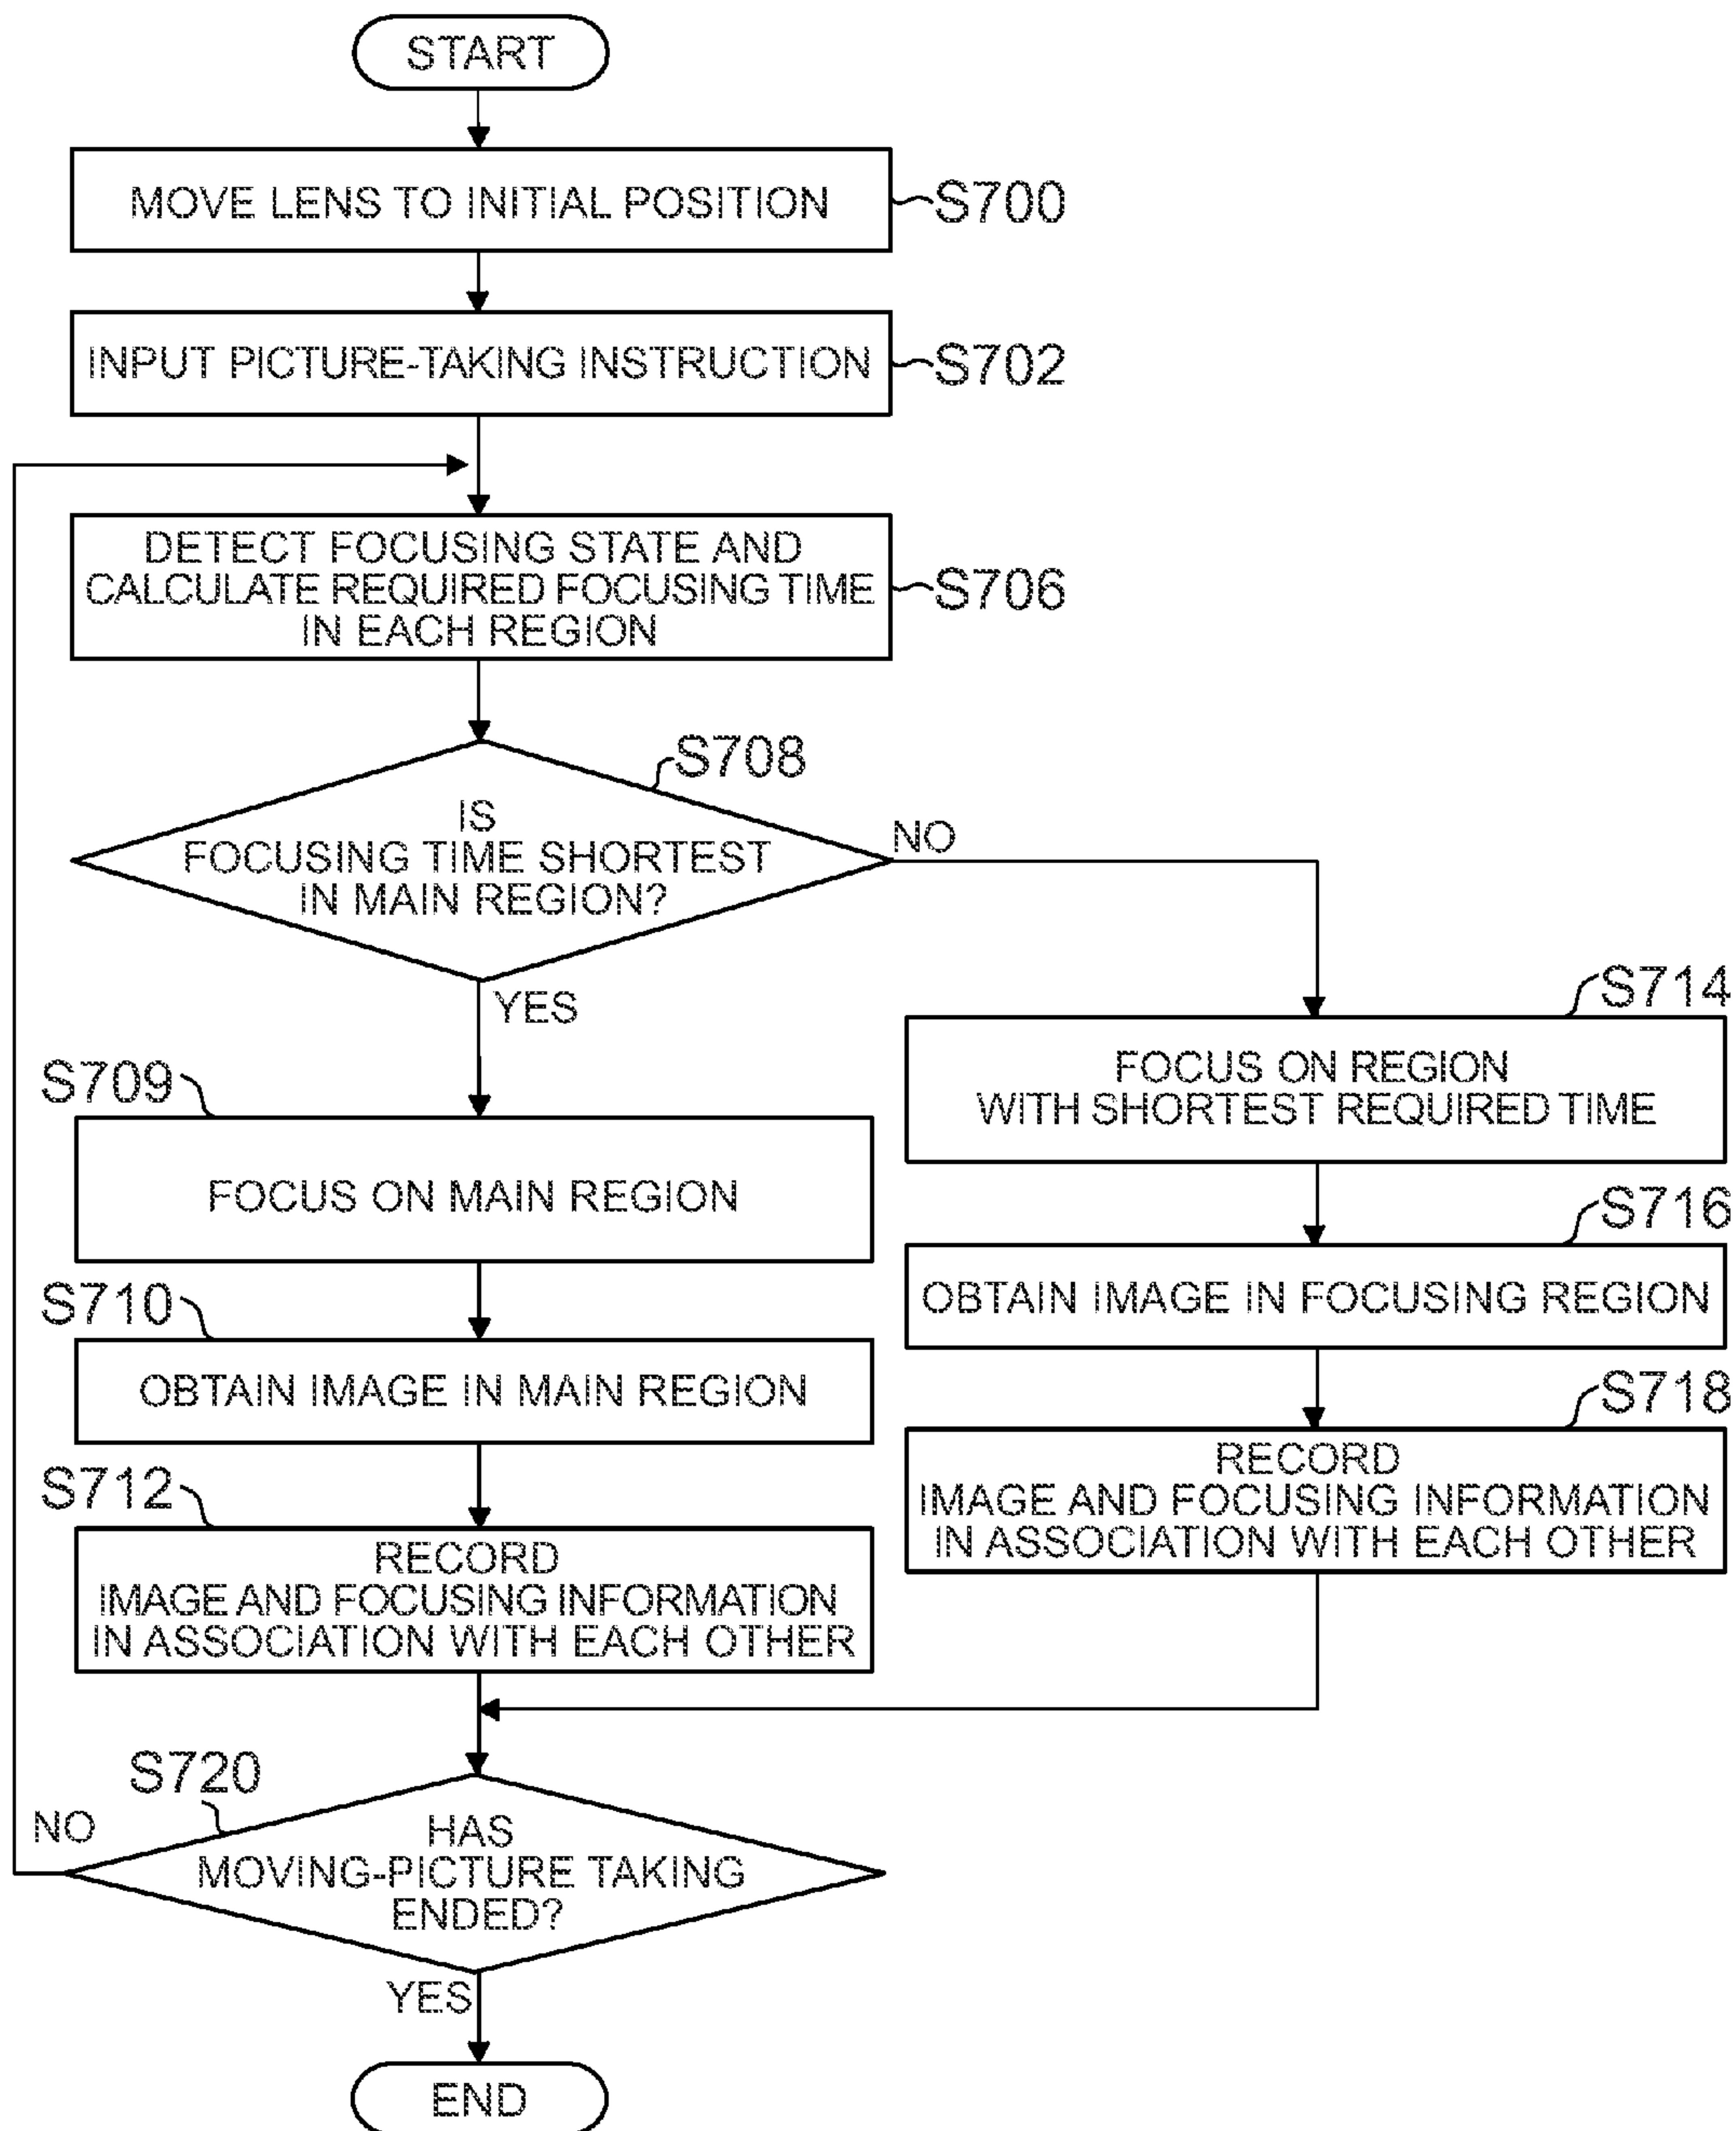 START
MOVE LENS TO INITIAL POSITION
S700
INPUT PICTURE-TAKING INSTRUCTION
S702
DETECT FOCUSING STATE AND
CALCULATE REQUIRED FOCUSING TIME
IN EACH REGION
S706
S708
IS
FOCUSING TIME SHORTEST
IN MAIN REGION?
NO
YES
S709
FOCUS ON MAIN REGION
S710
OBTAIN IMAGE IN MAIN REGION
S712
RECORD
IMAGE AND FOCUSING INFORMATION
IN ASSOCIATION WITH EACH OTHER
S714
FOCUS ON REGION
WITH SHORTEST REQUIRED TIME
S716
OBTAIN IMAGE IN FOCUSING REGION
S718
RECORD
IMAGE AND FOCUSING INFORMATION
IN ASSOCIATION WITH EACH OTHER
S720
NO
HAS
MOVING-PICTURE TAKING
ENDED?
YES
END